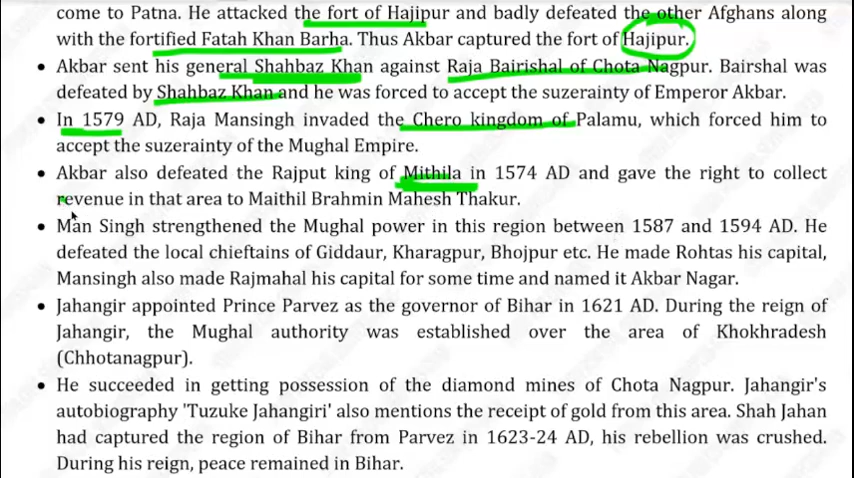 come to Patna. He attacked the fort of Hajipur and badly defeated the other Afghans along
with the fortified Fatah Khan Barha. Thus Akbar captured the fort of Hajipur.
• Akbar sent his general Shahbaz Khan against Raja Bairishal of Chota Nagpur. Bairshal was
defeated by Shahbaz Khan and he was forced to accept the suzerainty of Emperor Akbar.
• In 1579 AD, Raja Mansingh invaded the Chero kingdom of Palamu, which forced him to
accept the suzerainty of the Mughal Empire.
• Akbar also defeated the Rajput king of Mithila in 1574 AD and gave the right to collect
revenue in that area to Maithil Brahmin Mahesh Thakur.
• Man Singh strengthened the Mughal power in this region between 1587 and 1594 AD. He
defeated the local chieftains of Giddaur, Kharagpur, Bhojpur etc. He made Rohtas his capital,
Mansingh also made Rajmahal his capital for some time and named it Akbar Nagar.
• Jahangir appointed Prince Parvez as the governor of Bihar in 1621 AD. During the reign of
Jahangir, the Mughal authority was established over the area of Khokhradesh
(Chhotanagpur).
• He succeeded in getting possession of the diamond mines of Chota Nagpur. Jahangir's
autobiography 'Tuzuke Jahangiri' also mentions the receipt of gold from this area. Shah Jahan
had captured the region of Bihar from Parvez in 1623-24 AD, his rebellion was crushed.
During his reign, peace remained in Bihar.